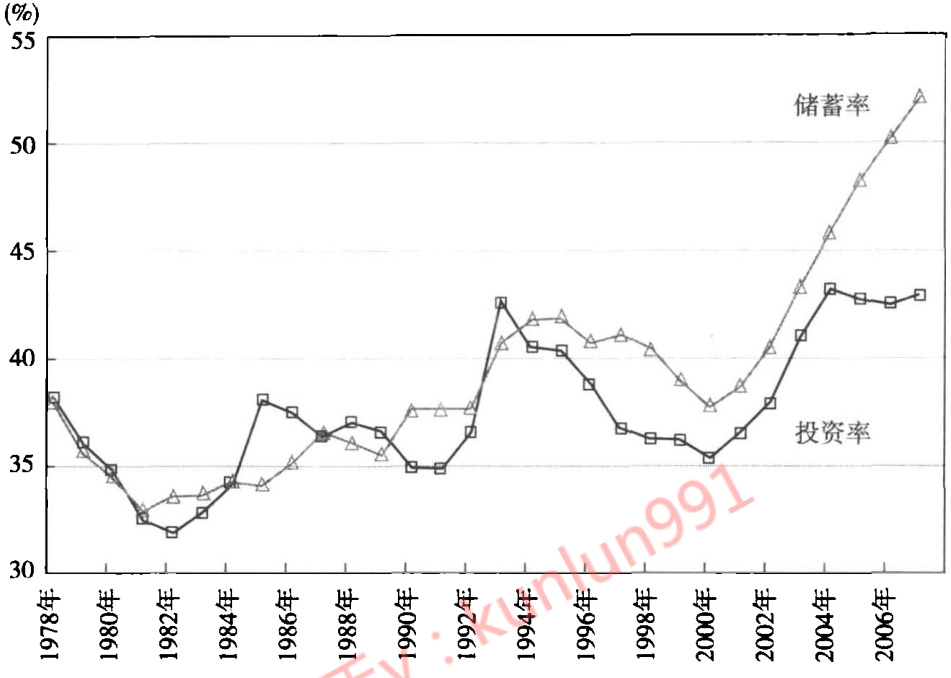 (%)
55
50
45
40
35
30
储蓄率
投资率
1978年
1980年
1982年
1984年
1986年
1988年
1990年
1992年
1994年
1996年
1998年
2000年
2002年
2004年
2006年
: kunlun991